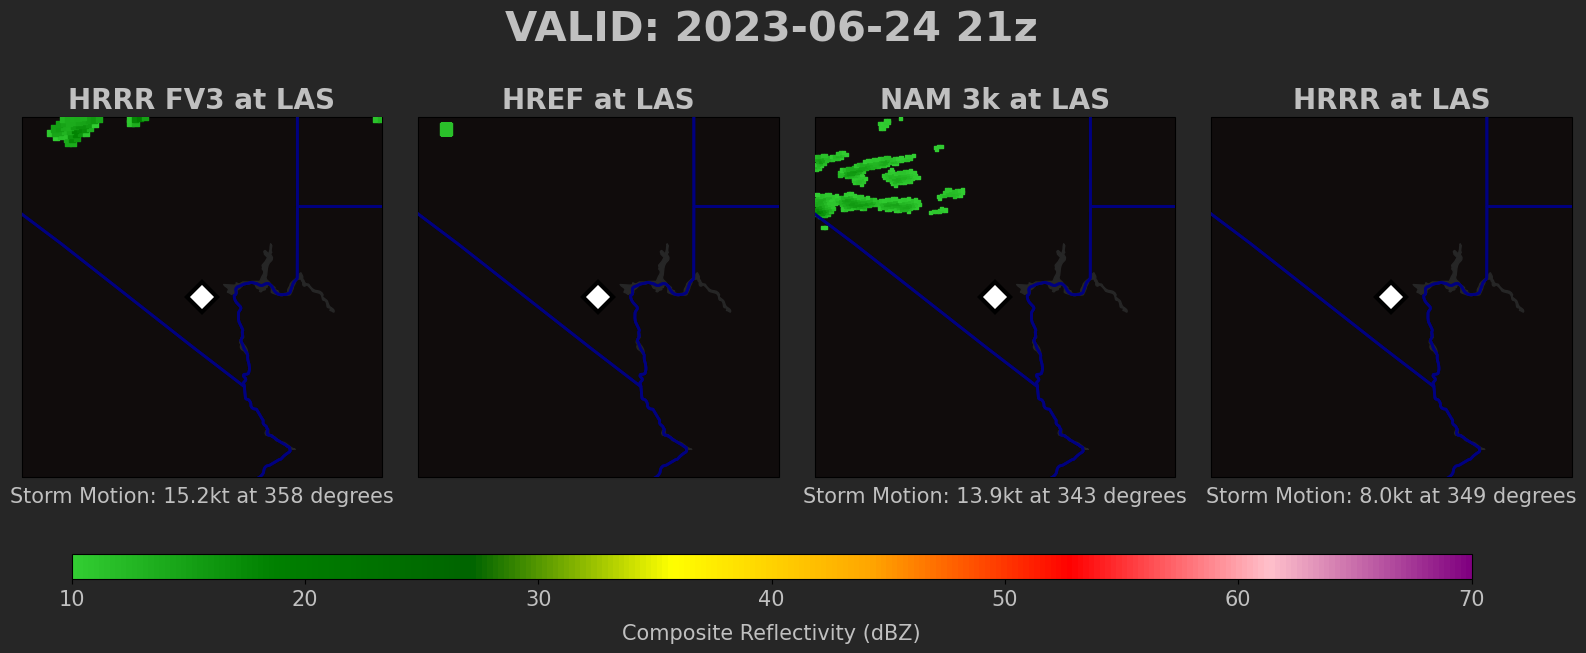 VALID: 2023-06-24 21z
HRRR FV3 at LAS
HREF at LAS
NAM 3k at LAS
HRRR at LAS
Storm Motion: 15.2kt at 358 degrees
Storm Motion: 13.9kt at 343 degrees
Storm Motion: 8.0kt at 349 degrees
10 20 30 40 50 60 70
Composite Reflectivity (dBZ)